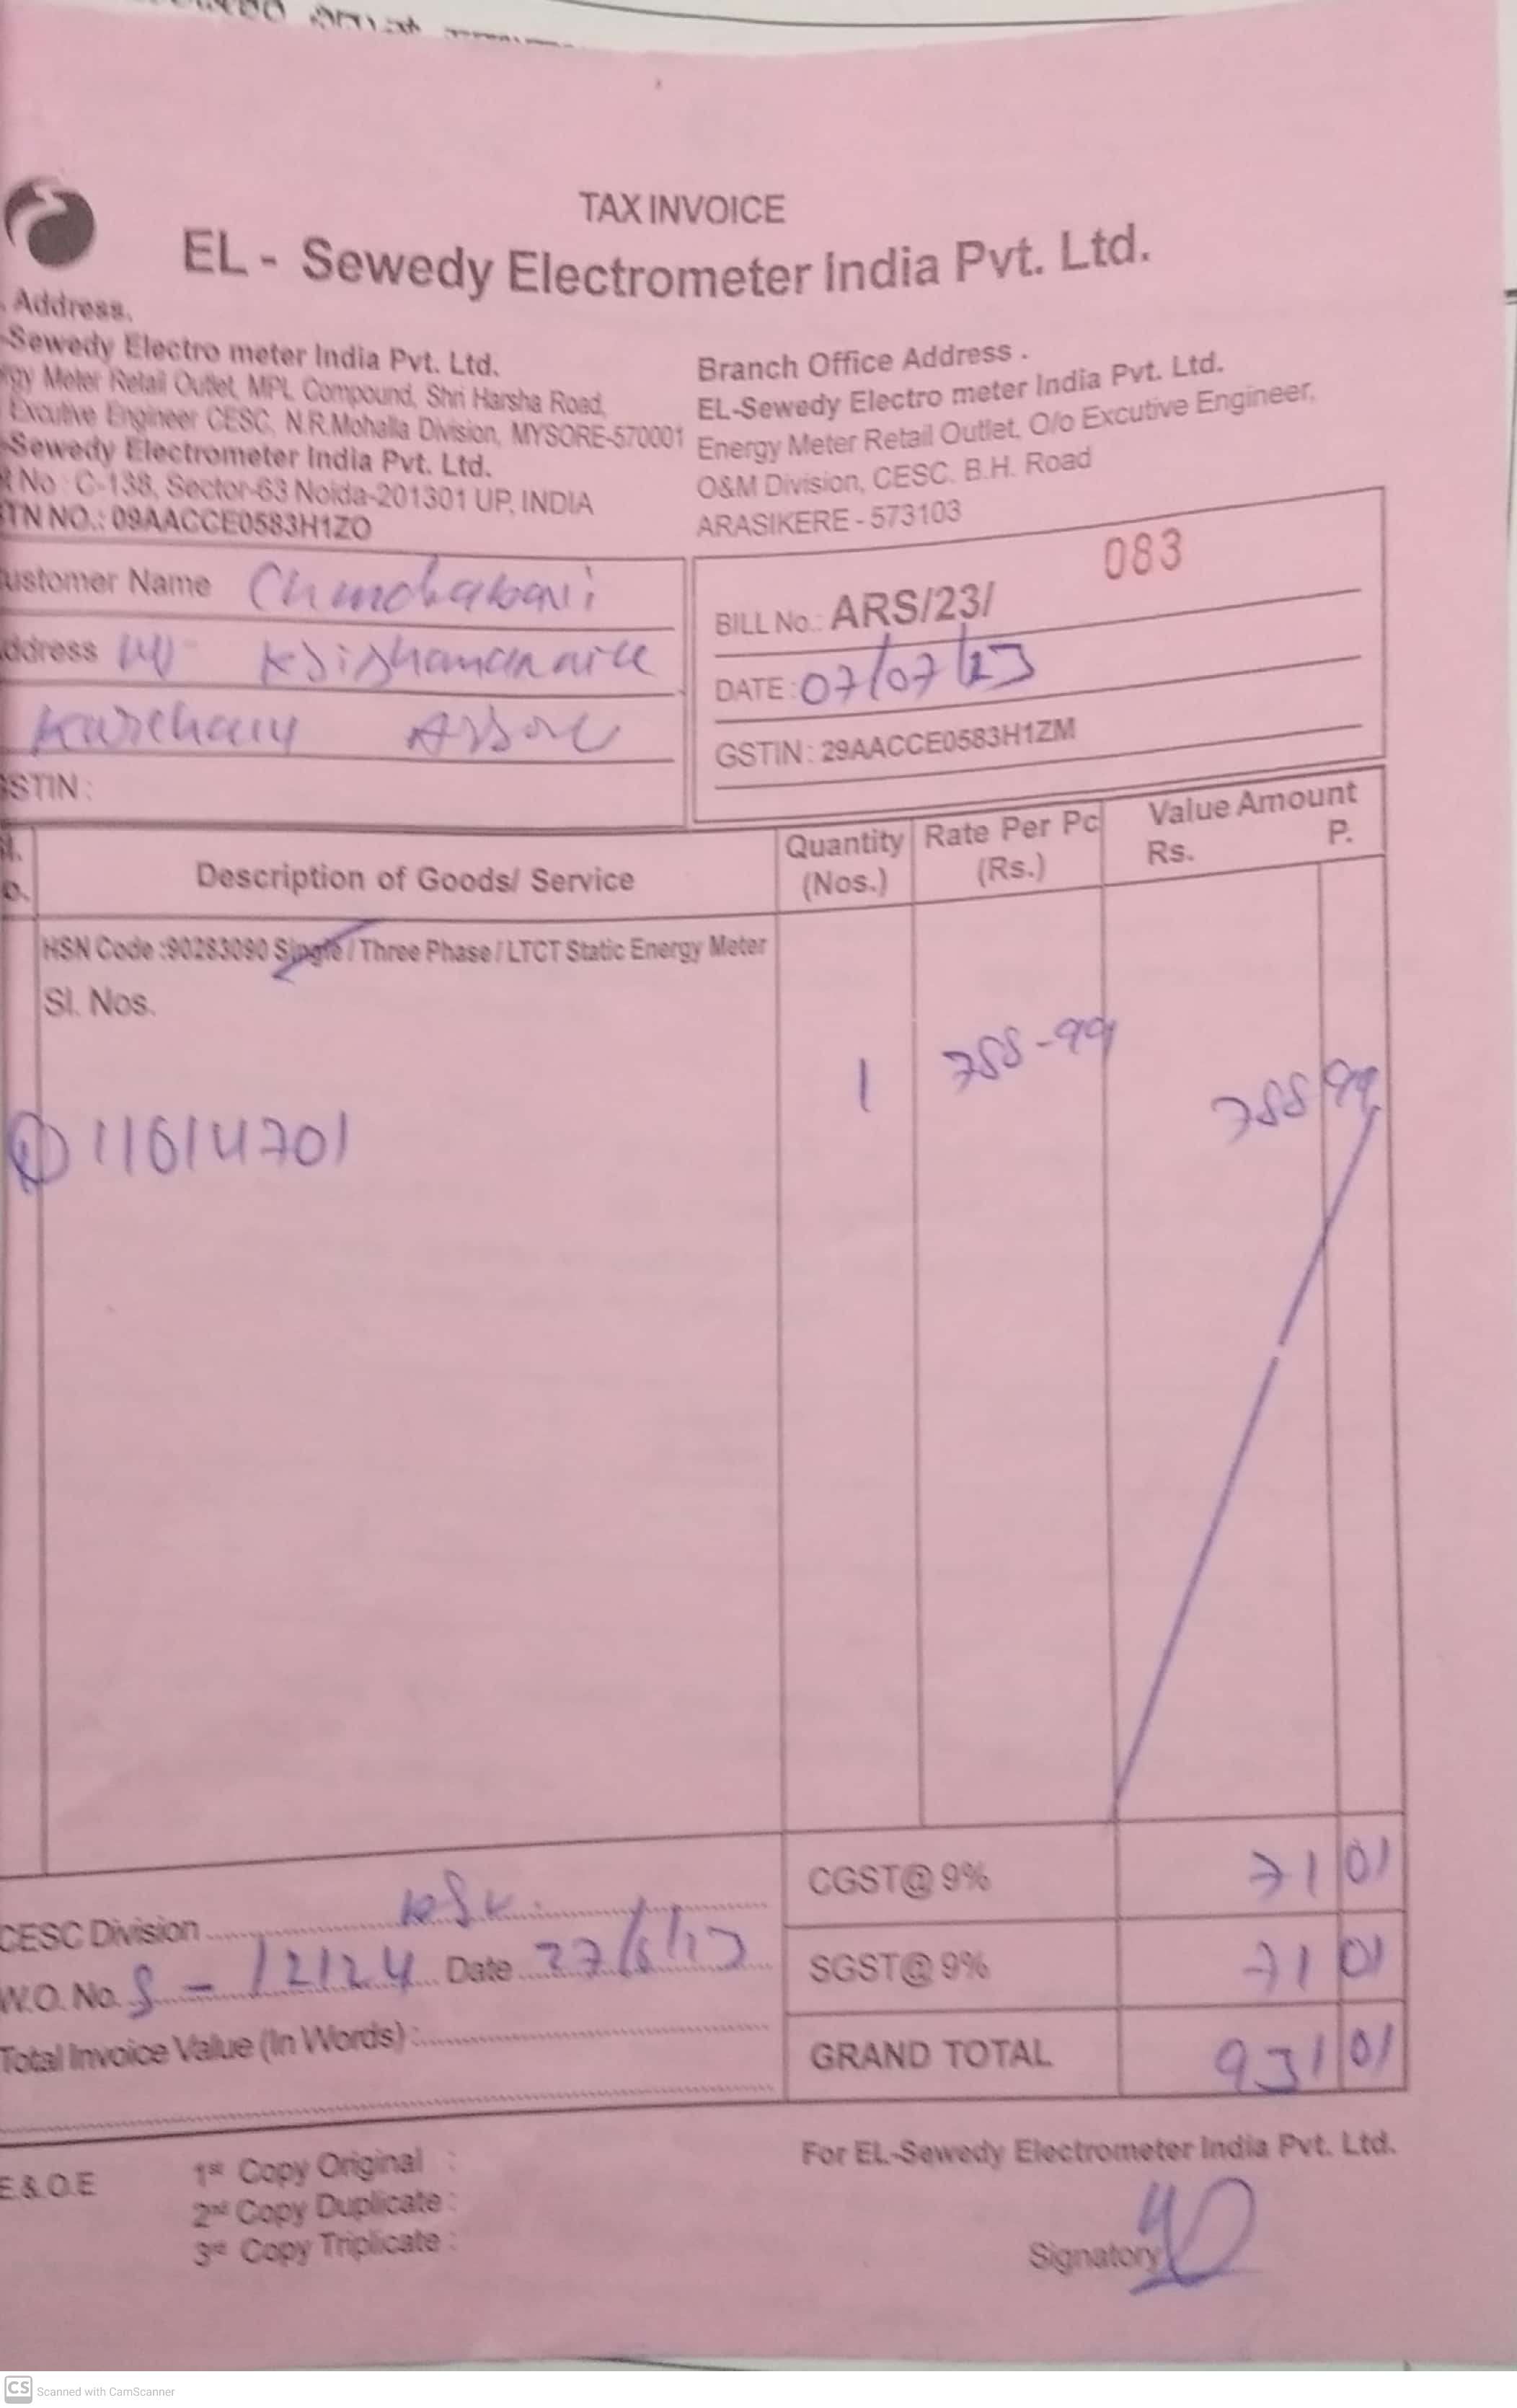 TAX INVOICE
EL - Sewedy Electrometer India Pvt. Ltd.
Address.
-Sewedy Electro meter India Pvt. Ltd.
rgy Meter Retail Outlet, MPL Compound, Shri Harsha Road,
Excutive Engineer CESC, N.R.Mohalla Division, MYSORE-570001
-Sewedy Electrometer India Pvt. Ltd.
t No : C-138, Sector-63 Noida-201301 UP, INDIA
TN NO.: 09AACCE0583H1ZO
Branch Office Address .
EL-Sewedy Electro meter India Pvt. Ltd.
Energy Meter Retail Outlet, O/o Excutive Engineer,
O&M Division, CESC. B.H. Road
ARASIKERE - 573103
ustomer Name
ddress
STIN :
083
BILL No.: ARS/23/
DATE : 07/07/23
GSTIN : 29AACCE0583H1ZM
Description of Goods/ Service
Quantity (Nos.)
Rate Per Pc (Rs.)
Value Amount
Rs. P.
HSN Code :90283090 Single / Three Phase / LTCT Static Energy Meter
Sl. Nos.
1 788-99 788 99
① 11614701
CGST@ 9% 71 01
SGST@ 9% 71 01
GRAND TOTAL 931 01
CESC Division
W.O. No. S - 12124 Date
Total Invoice Value (In Words) :
E.&.O.E
1st Copy Original :
2nd Copy Duplicate :
3rd Copy Triplicate :
For EL-Sewedy Electrometer India Pvt. Ltd.
Signatory
CS Scanned with CamScanner